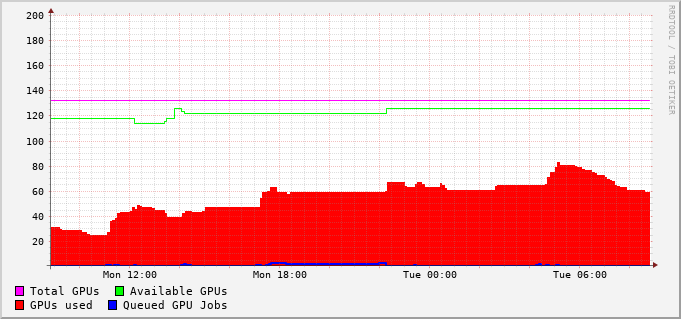 200
180
160
140
120
100
80
60
40
20
Mon 12:00 Mon 18:00 Tue 00:00 Tue 06:00
Total GPUs Available GPUs
GPUs used Queued GPU Jobs
RRDTOOL / TOBI OETIKER